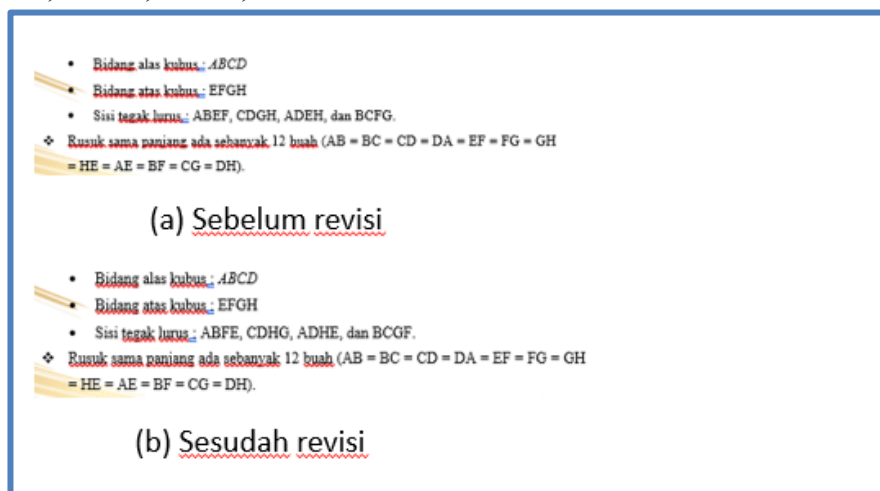 • Bidang alas kubus : ABCD
• Bidang atas kubus : EFGH
• Sisi tegak lurus : ABEF, CDGH, ADEH, dan BCFG.
❖ Rusuk sama panjang ada sebanyak 12 buah (AB = BC = CD = DA = EF = FG = GH
= HE = AE = BF = CG = DH).
(a) Sebelum revisi
• Bidang alas kubus : ABCD
• Bidang atas kubus : EFGH
• Sisi tegak lurus : ABFE, CDHG, ADHE, dan BCGF.
❖ Rusuk sama panjang ada sebanyak 12 buah (AB = BC = CD = DA = EF = FG = GH
= HE = AE = BF = CG = DH).
(b) Sesudah revisi